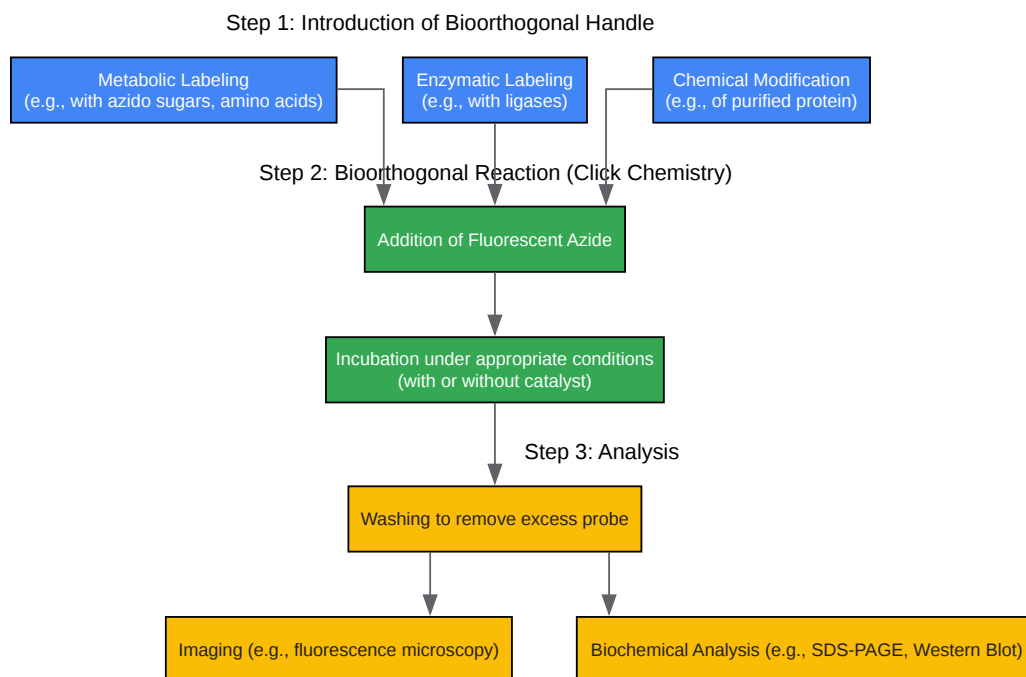 Step 1: Introduction of Bioorthogonal Handle
Metabolic Labeling
(e.g., with azido sugars, amino acids)
Enzymatic Labeling
(e.g., with ligases)
Chemical Modification
(e.g., of purified protein)
Step 2: Bioorthogonal Reaction (Click Chemistry)
Addition of Fluorescent Azide
Incubation under appropriate conditions
(with or without catalyst)
Step 3: Analysis
Washing to remove excess probe
Imaging (e.g., fluorescence microscopy)
Biochemical Analysis (e.g., SDS-PAGE, Western Blot)